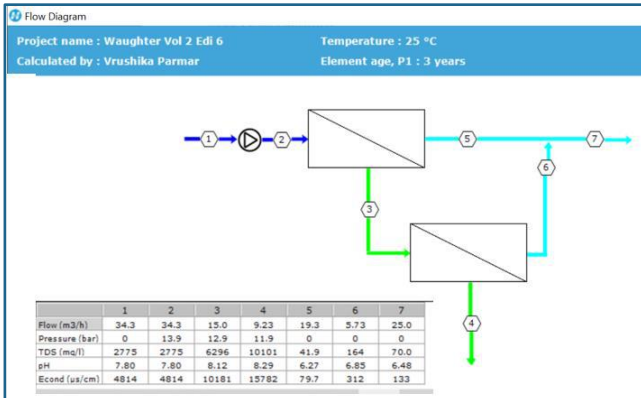 Flow Diagram
Project name : Waughter Vol 2 Edi 6 Temperature : 25 ºC
Calculated by : Vrushika Parmar Element age, P1 : 3 years
1 2 5 7
6
3
4
1 2 3 4 5 6 7
Flow (m3/h) 34.3 34.3 15.0 9.23 19.3 5.73 25.0
Pressure (bar) 0 13.9 12.9 11.9 0 0 0
TDS (mg/l) 2775 2775 6296 10101 41.9 164 70.0
pH 7.80 7.80 8.12 8.29 6.27 6.85 6.48
Econd (µs/cm) 4814 4814 10181 15782 79.7 312 133